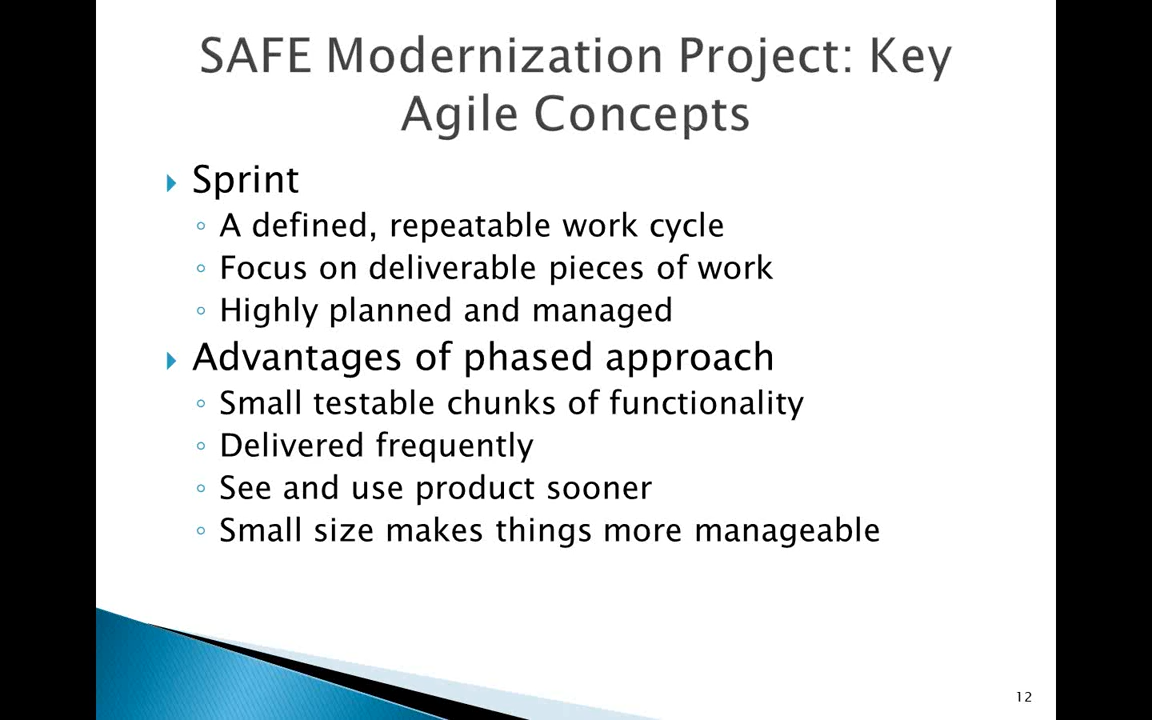 SAFE Modernization Project: Key
Agile Concepts
Sprint
A defined, repeatable work cycle
Focus on deliverable pieces of work
Highly planned and managed
Advantages of phased approach
Small testable chunks of functionality
Delivered frequently
See and use product sooner
Small size makes things more manageable
12